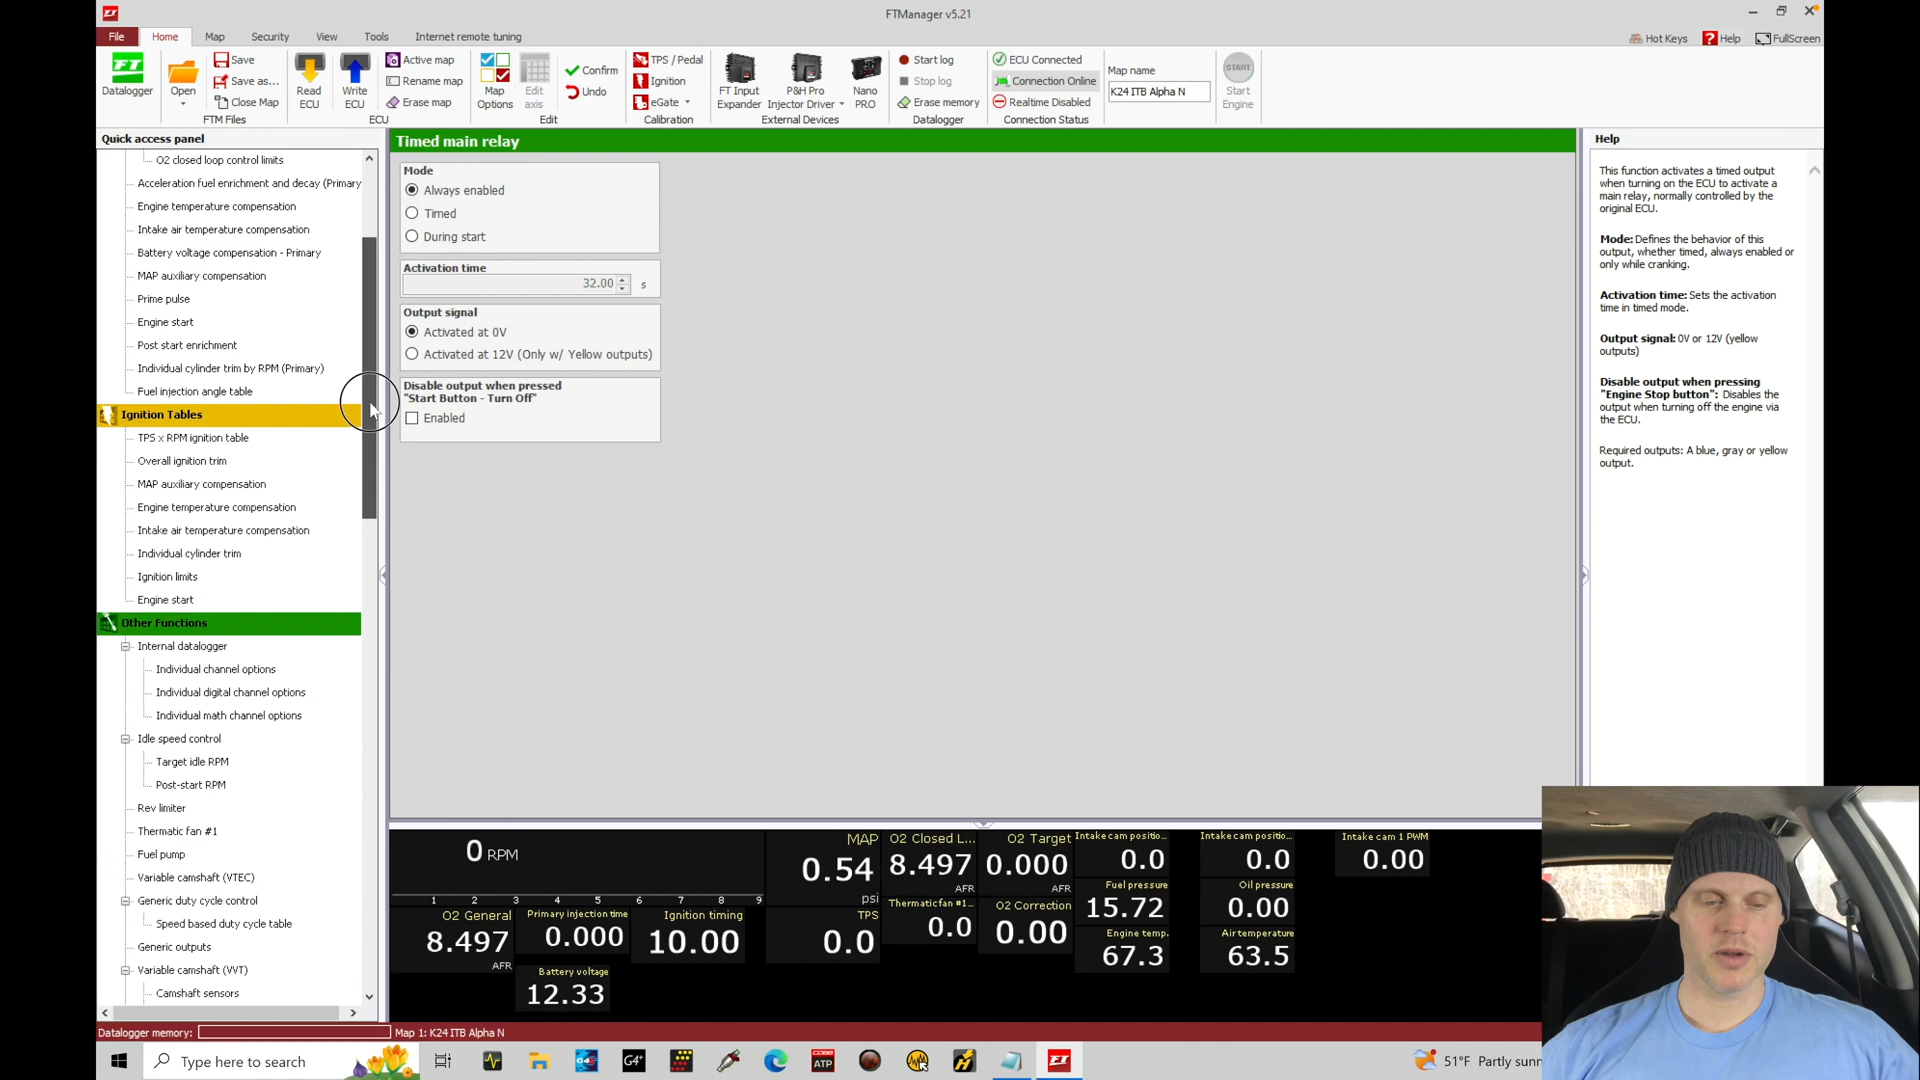 FTManager v5.21
File Home Map Security View Tools Internet remote tuning
Hot Keys Help FullScreen
Datalogger
Open
Save
Save as...
Close Map
FTM Files
Read ECU
Write ECU
Active map
Rename map
Erase map
ECU
Map Options
Edit axis
Confirm
Undo
Edit
TPS / Pedal
Ignition
eGate
Calibration
FT Input Expander
P&H Pro Injector Driver
Nano PRO
External Devices
Start log
Stop log
Erase memory
Datalogger
ECU Connected
Connection Online
Realtime Disabled
Connection Status
Map name
K24 ITB Alpha N
START
Start Engine
Quick access panel
O2 closed loop control limits
Acceleration fuel enrichment and decay (Primary
Engine temperature compensation
Intake air temperature compensation
Battery voltage compensation - Primary
MAP auxiliary compensation
Prime pulse
Engine start
Post start enrichment
Individual cylinder trim by RPM (Primary)
Fuel injection angle table
Ignition Tables
TPS x RPM ignition table
Overall ignition trim
MAP auxiliary compensation
Engine temperature compensation
Intake air temperature compensation
Individual cylinder trim
Ignition limits
Engine start
Other Functions
Internal datalogger
Individual channel options
Individual digital channel options
Individual math channel options
Idle speed control
Target idle RPM
Post-start RPM
Rev limiter
Thermatic fan #1
Fuel pump
Variable camshaft (VTEC)
Generic duty cycle control
Speed based duty cycle table
Generic outputs
Variable camshaft (VVT)
Camshaft sensors
Timed main relay
Mode
Always enabled
Timed
During start
Activation time
32.00 s
Output signal
Activated at 0V
Activated at 12V (Only w/ Yellow outputs)
Disable output when pressed
"Start Button - Turn Off"
Enabled
Help
This function activates a timed output
when turning on the ECU to activate a
main relay, normally controlled by the
original ECU.
Mode: Defines the behavior of this
output, whether timed, always enabled or
only while cranking.
Activation time: Sets the activation
time in timed mode.
Output signal: 0V or 12V (yellow
outputs)
Disable output when pressing
"Engine Stop button": Disables the
output when turning off the engine via
the ECU.
Required outputs: A blue, gray or yellow
output.
0 RPM
1 2 3 4 5 6 7 8 9
MAP
0.54
psi
O2 Closed L...
8.497
AFR
O2 Target
0.000
AFR
Intake cam positio...
0.0
Intake cam positio...
0.0
Intake cam 1 PWM
0.00
Fuel pressure
15.72
Oil pressure
0.00
O2 General
8.497
AFR
Primary injection time
0.000
Ignition timing
10.00
TPS
0.0
Thermatic fan #1...
0.0
O2 Correction
0.00
Engine temp.
67.3
Air temperature
63.5
Battery voltage
12.33
Datalogger memory:
Map 1: K24 ITB Alpha N
Type here to search
G4+
COBB
ATP
FT
51°F Partly sunn